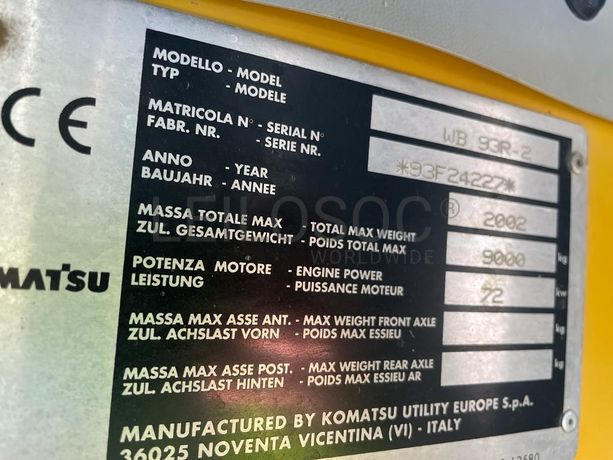 MODELLO - MODEL
TYP - MODELE
WB 93R-2
MATRICOLA N° - SERIAL N°
FABR. NR. - SERIE NR.
*93F24227*
ANNO - YEAR
BAUJAHR - ANNEE
2002
MASSA TOTALE MAX - TOTAL MAX WEIGHT
ZUL. GESAMTGEWICHT - POIDS TOTAL MAX
9000 kg
POTENZA MOTORE - ENGINE POWER
LEISTUNG - PUISSANCE MOTEUR
72 kw
MASSA MAX ASSE ANT. - MAX WEIGHT FRONT AXLE
ZUL. ACHSLAST VORN - POIDS MAX ESSIEU
kg
MASSA MAX ASSE POST. - MAX WEIGHT REAR AXLE
ZUL. ACHSLAST HINTEN - POIDS MAX ESSIEU AR
kg
MANUFACTURED BY KOMATSU UTILITY EUROPE S.p.A.
36025 NOVENTA VICENTINA (VI) - ITALY
CE
MATSU
LEILOSOC®
WORLDWIDE